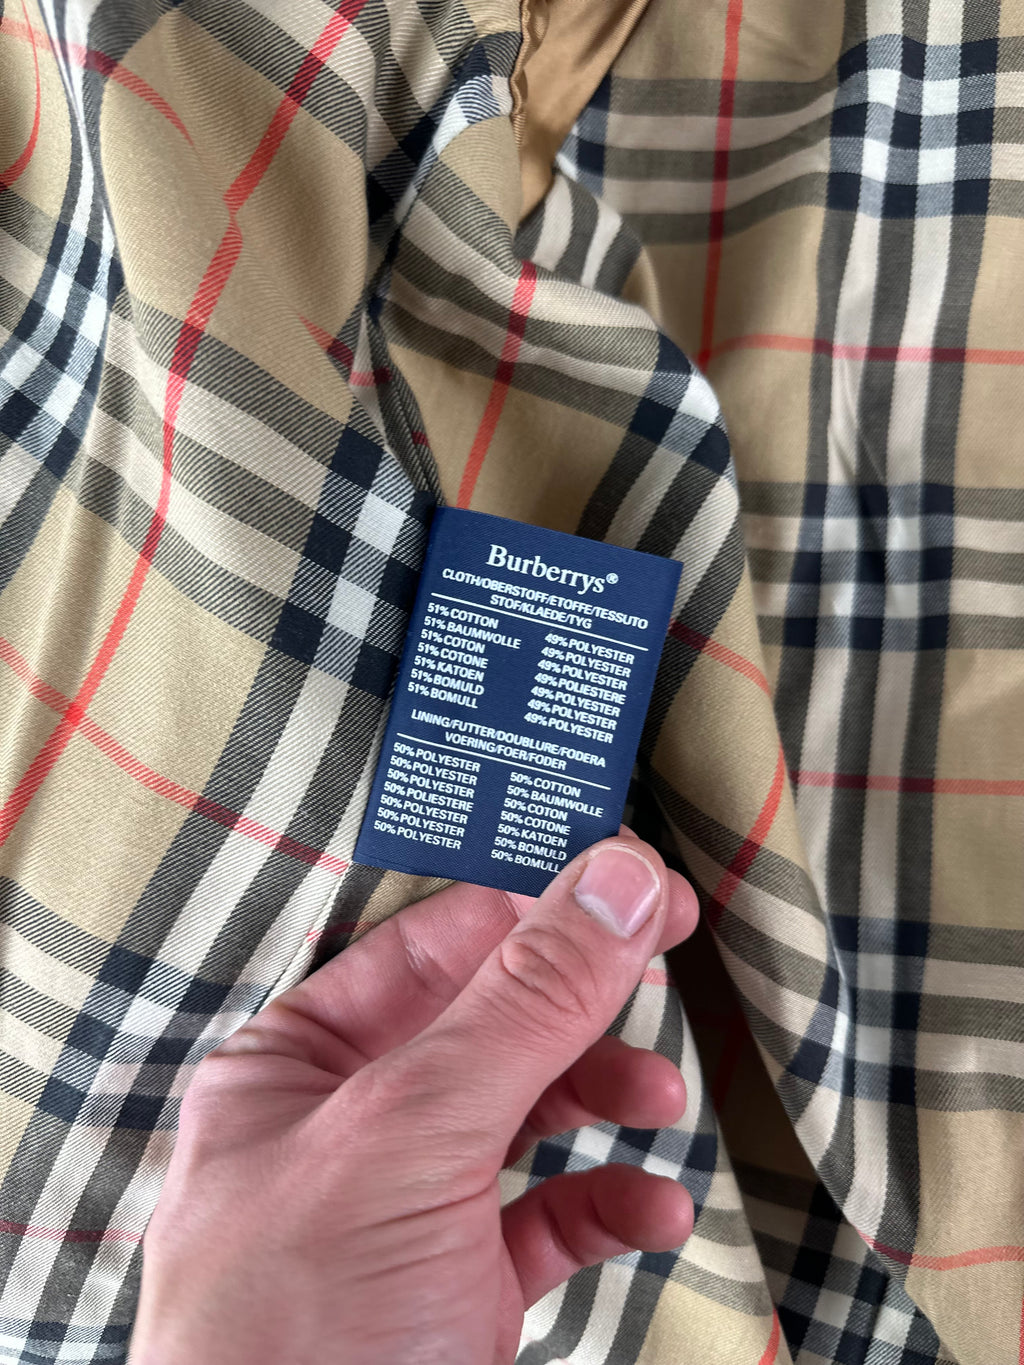 Burberrys®
CLOTH/OBERSTOFF/ETOFFE/TESSUTO
STOF/KLAEDE/TYG
51% COTTON 49% POLYESTER
51% BAUMWOLLE 49% POLYESTER
51% COTON 49% POLYESTER
51% COTONE 49% POLIESTERE
51% KATOEN 49% POLYESTER
51% BOMULD 49% POLYESTER
51% BOMULL 49% POLYESTER
LINING/FUTTER/DOUBLURE/FODERA
VOERING/FOER/FODER
50% POLYESTER 50% COTTON
50% POLYESTER 50% BAUMWOLLE
50% POLYESTER 50% COTON
50% POLIESTERE 50% COTONE
50% POLYESTER 50% KATOEN
50% POLYESTER 50% BOMULD
50% POLYESTER 50% BOMULL